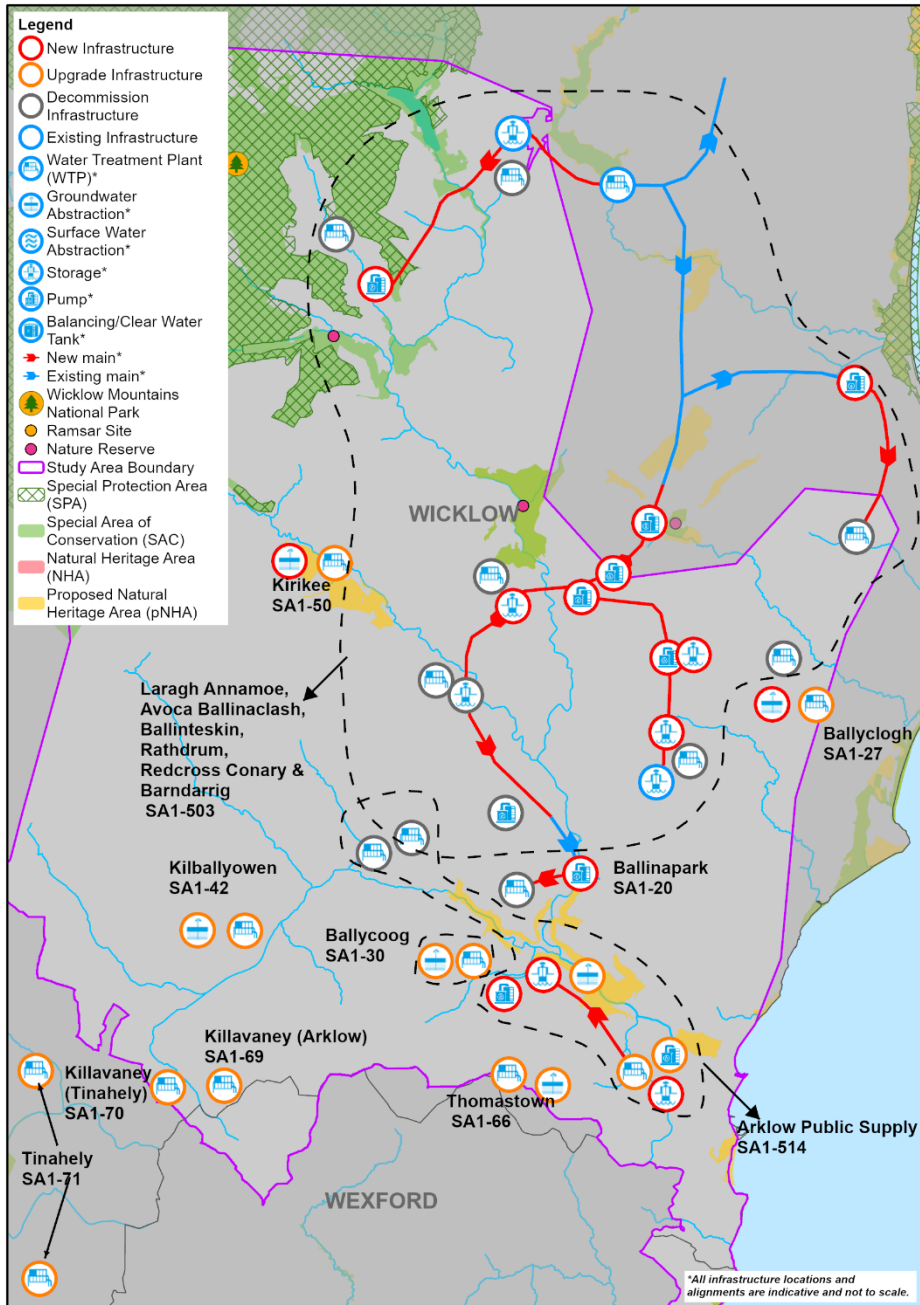 Legend
New Infrastructure
Upgrade Infrastructure
Decommission
Infrastructure
Existing Infrastructure
Water Treatment Plant
(WTP)*
Groundwater
Abstraction*
Surface Water
Abstraction*
Storage*
Pump*
Balancing/Clear Water
Tank*
New main*
Existing main*
Wicklow Mountains
National Park
Ramsar Site
Nature Reserve
Study Area Boundary
Special Protection Area
(SPA)
Special Area of
Conservation (SAC)
Natural Heritage Area
(NHA)
Proposed Natural
Heritage Area (pNHA)
WICKLOW
Kirikee
SA1-50
Laragh Annamoe,
Avoca Ballinaclash,
Ballinteskin,
Rathdrum,
Redcross Conary &
Barndarrig
SA1-503
Ballyclogh
SA1-27
Kilballyowen
SA1-42
Ballinapark
SA1-20
Ballycoog
SA1-30
Killavaney (Arklow)
SA1-69
Killavaney
(Tinahely)
SA1-70
Thomastown
SA1-66
Arklow Public Supply
SA1-514
Tinahely
SA1-71
WEXFORD
*All infrastructure locations and
alignments are indicative and not to scale.